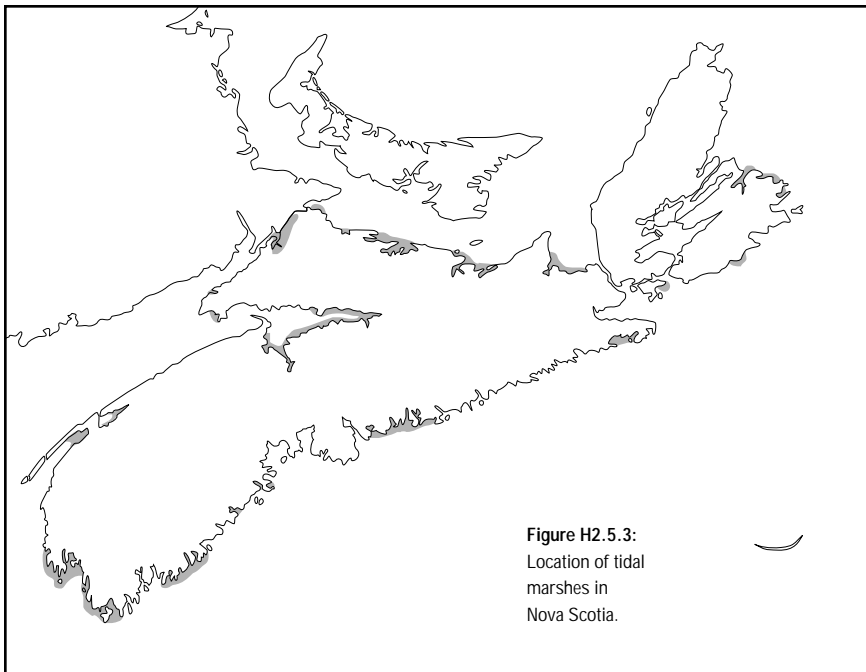 Figure H2.5.3:
Location of tidal
marshes in
Nova Scotia.